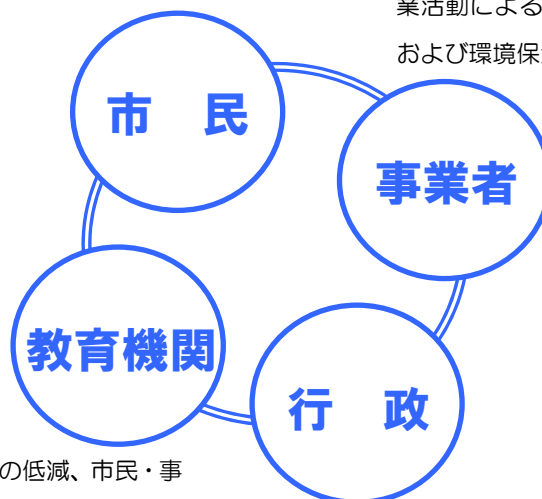 業活動による
および環境保
市　民
事業者
教育機関
行　政
の低減、市民・事